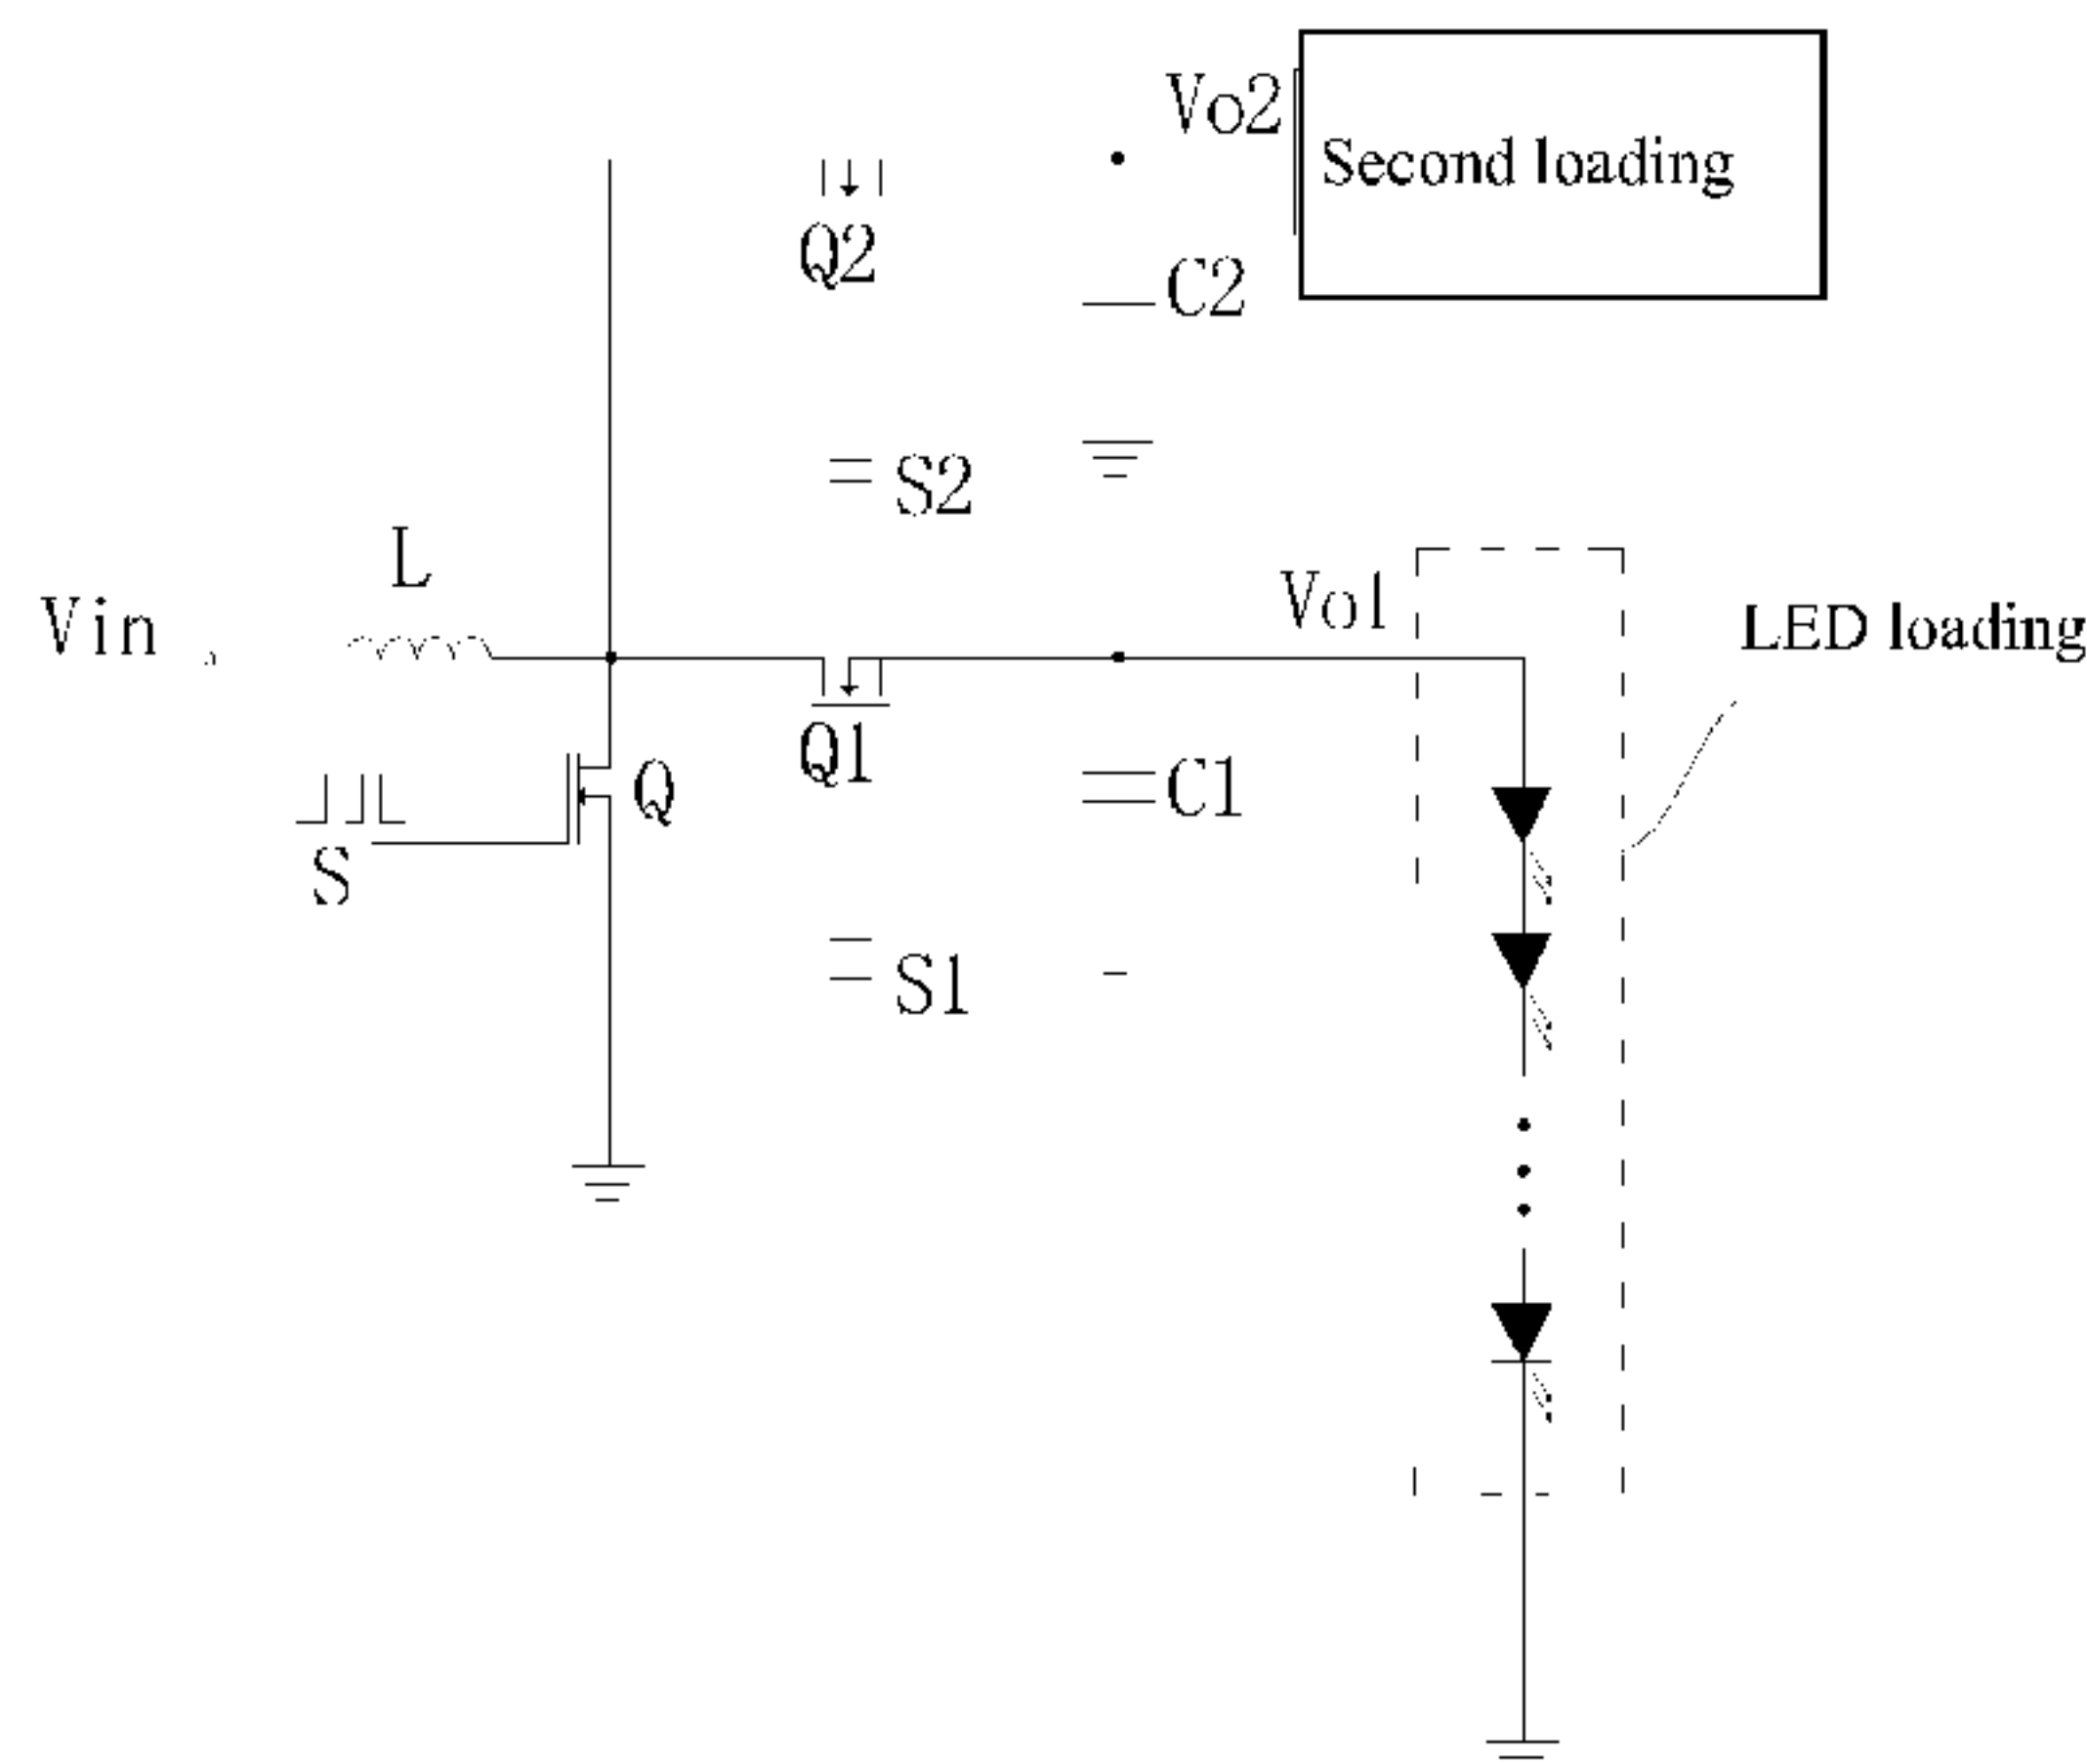 Vo2
Second loading
Q2
C2
S2
L
Vin
Vo1
LED loading
Q1
Q
C1
S
S1